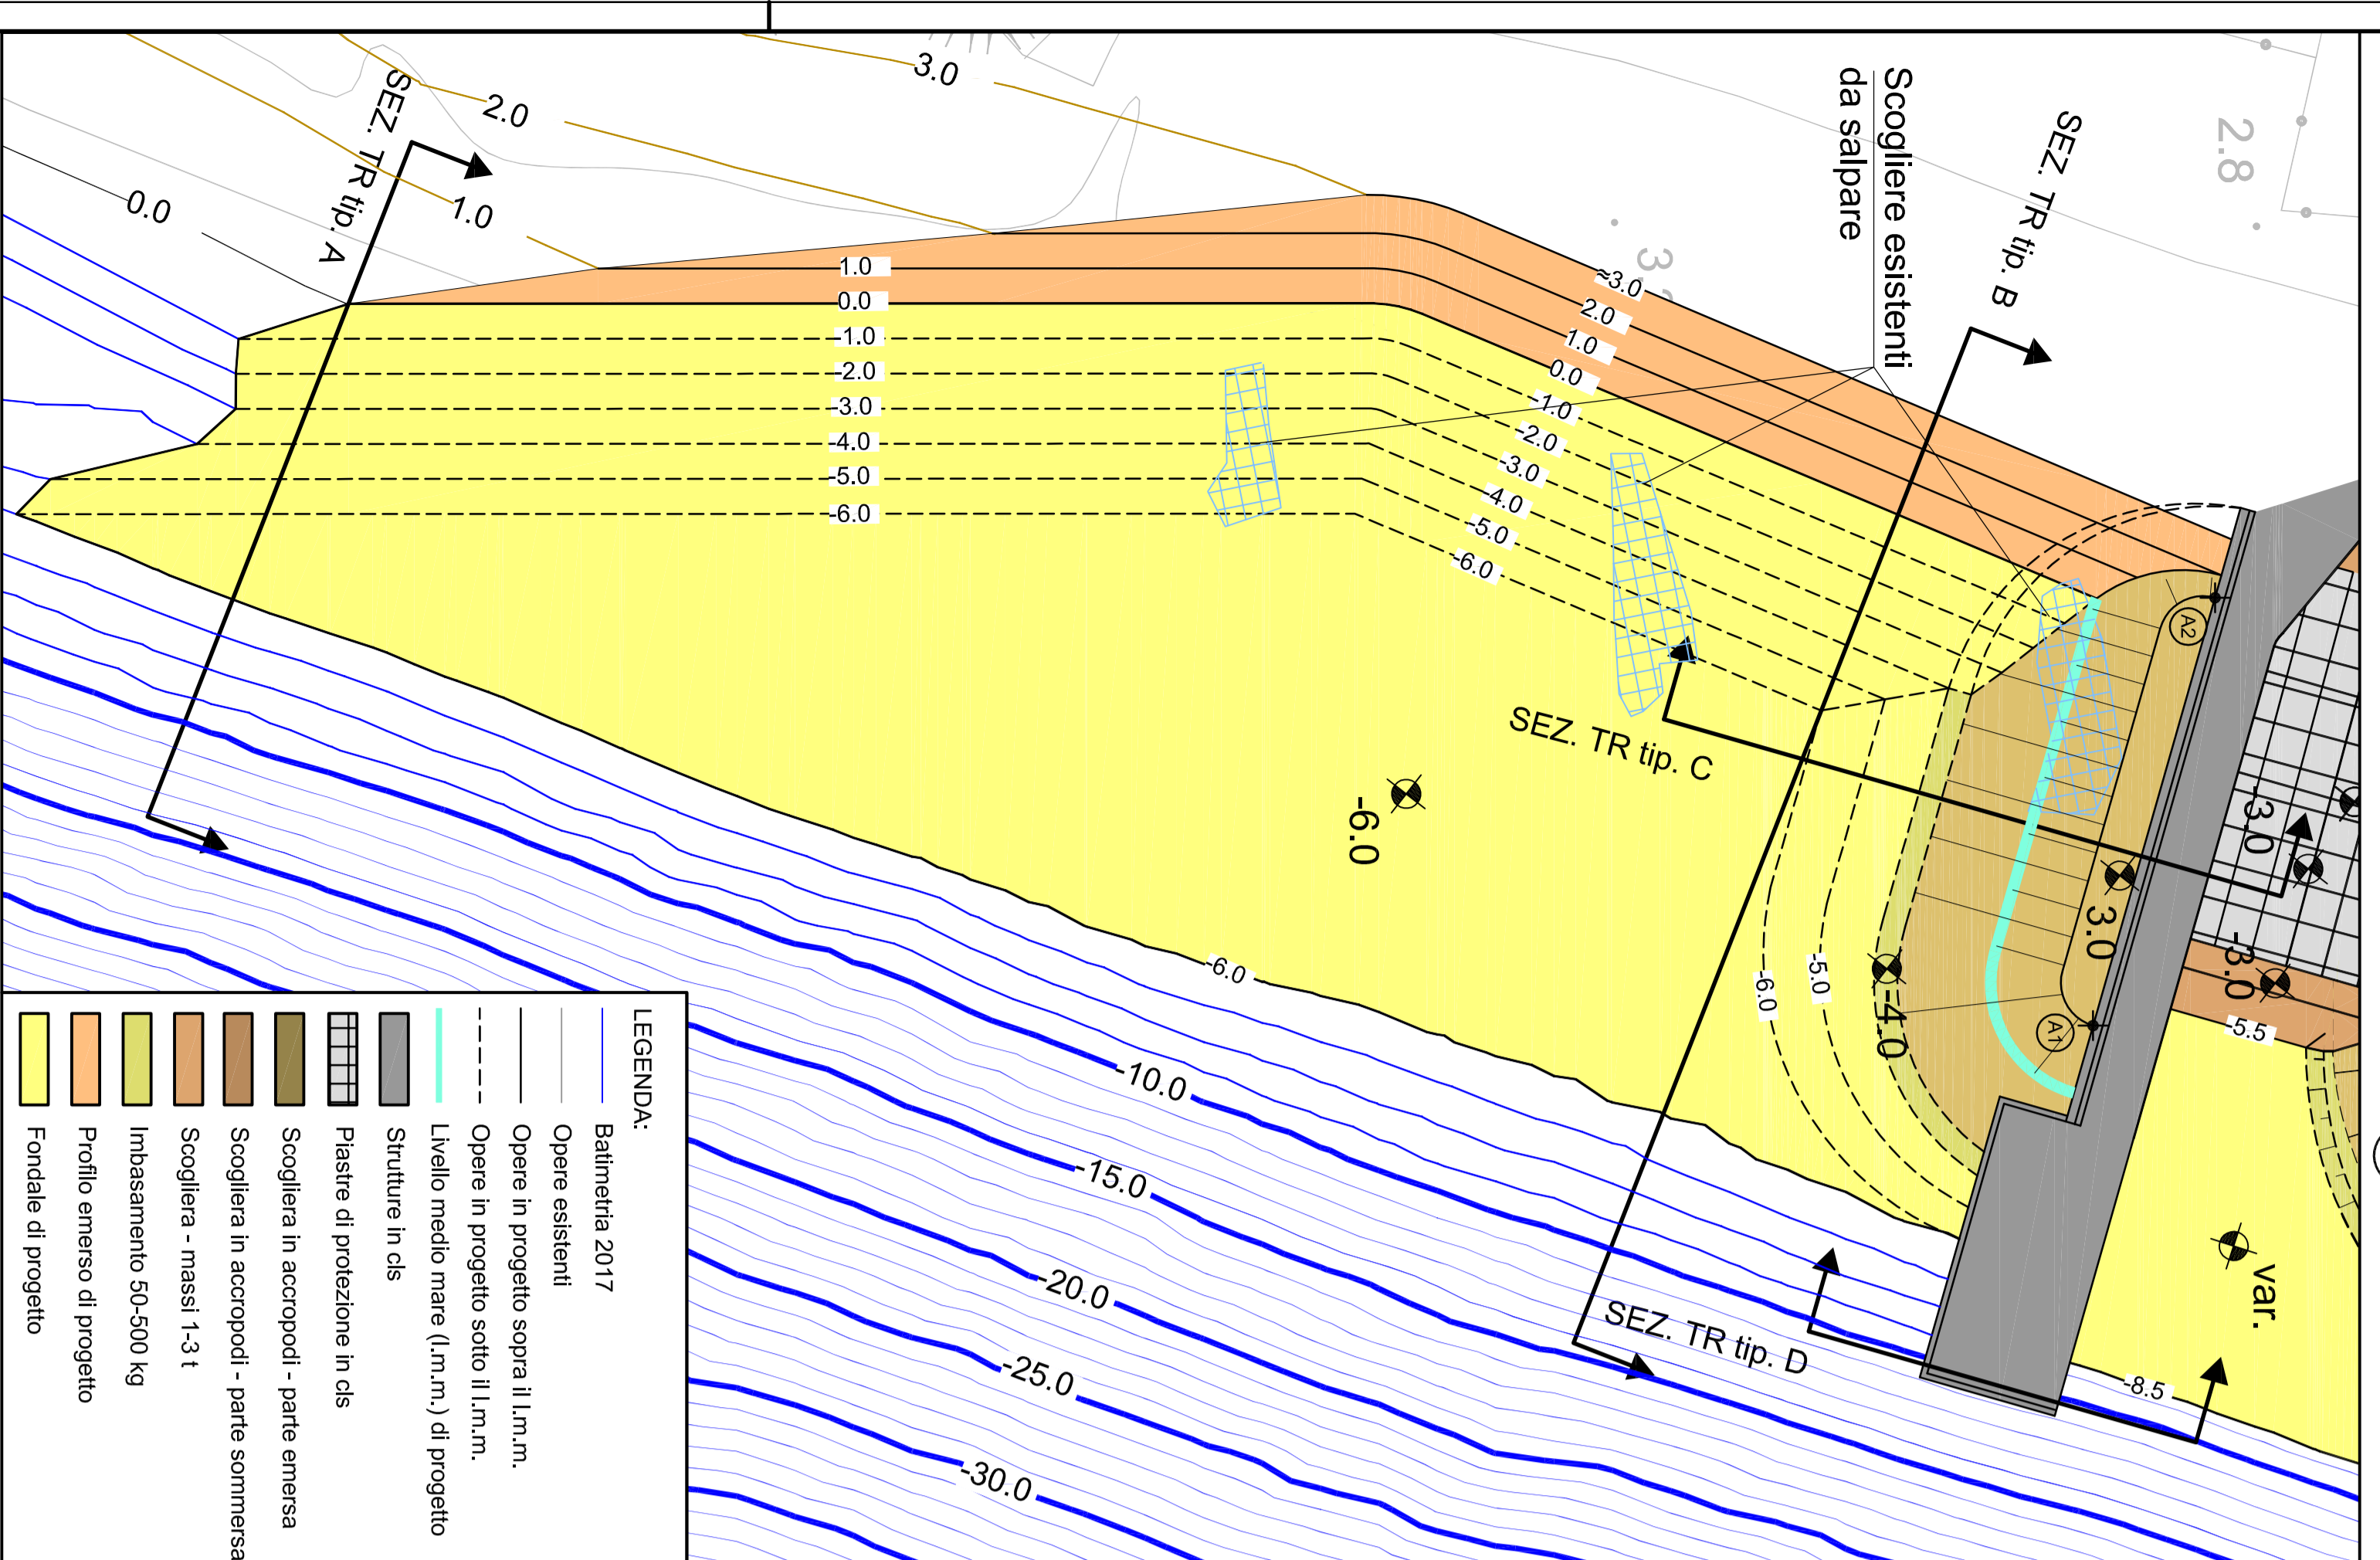 3.0
2.0
1.0
0.0
SEZ. TR tip. A
Scogliere esistenti
da salpare
SEZ. TR tip. B
2.8
≈3.0
2.0
1.0
0.0
-1.0
-2.0
-3.0
-4.0
-5.0
-6.0
1.0
0.0
-1.0
-2.0
-3.0
-4.0
-5.0
-6.0
A2
SEZ. TR tip. C
-6.0
-3.0
3.0
-3.0
-5.5
-4.0
A1
-5.0
-6.0
-6.0
var.
-8.5
SEZ. TR tip. D
-10.0
-15.0
-20.0
-25.0
-30.0
LEGENDA:
Batimetria 2017
Opere esistenti
Opere in progetto sopra il l.m.m.
Opere in progetto sotto il l.m.m.
Livello medio mare (l.m.m.) di progetto
Strutture in cls
Piastre di protezione in cls
Scogliera in accropodi - parte emersa
Scogliera in accropodi - parte sommersa
Scogliera - massi 1-3 t
Imbasamento 50-500 kg
Profilo emerso di progetto
Fondale di progetto